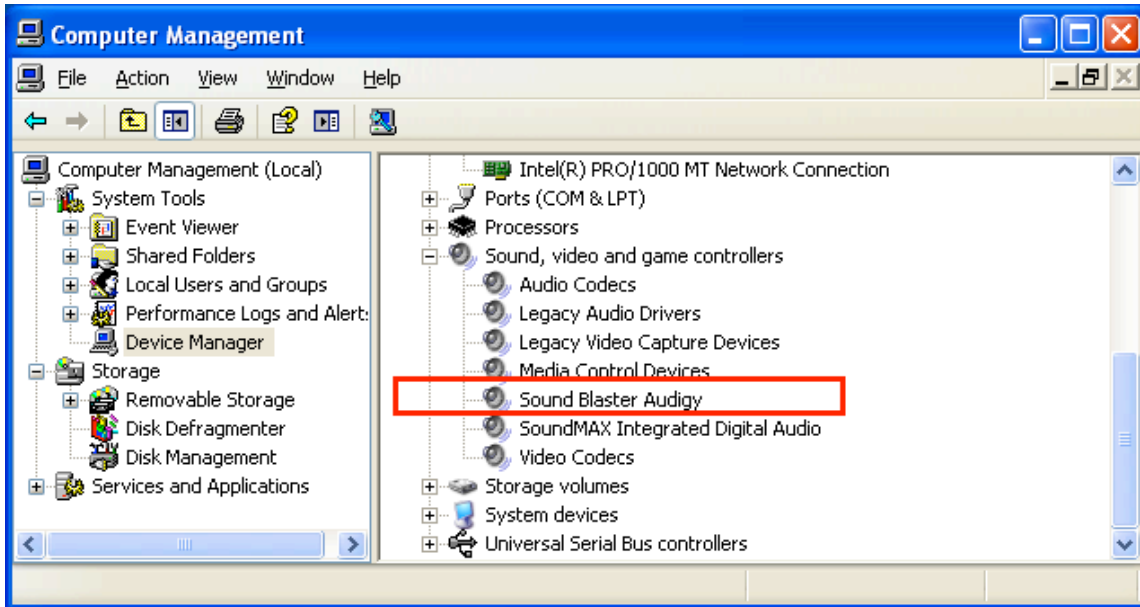 Computer Management
File Action View Window Help
Computer Management (Local)
System Tools
Event Viewer
Shared Folders
Local Users and Groups
Performance Logs and Alert:
Device Manager
Storage
Removable Storage
Disk Defragmenter
Disk Management
Services and Applications
Intel(R) PRO/1000 MT Network Connection
Ports (COM & LPT)
Processors
Sound, video and game controllers
Audio Codecs
Legacy Audio Drivers
Legacy Video Capture Devices
Media Control Devices
Sound Blaster Audigy
SoundMAX Integrated Digital Audio
Video Codecs
Storage volumes
System devices
Universal Serial Bus controllers